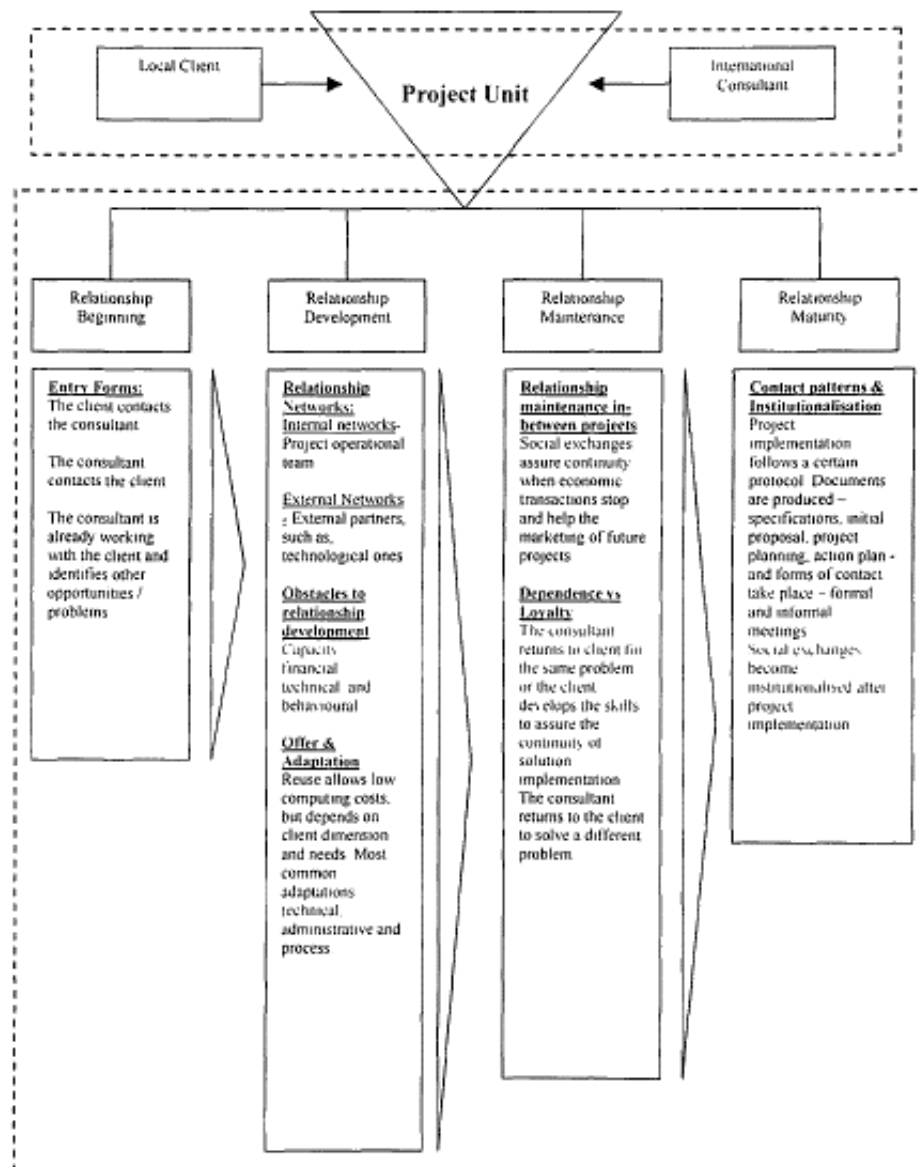 Local Client
Project Unit
International
Consultant
Relationship
Beginning
Relationship
Development
Relationship
Maintenance
Relationship
Maturity
Entry Forms:
The client contacts
the consultant
The consultant
contacts the client
The consultant is
already working
with the client and
identifies other
opportunities /
problems
Relationship
Networks:
Internal networks-
Project operational
team
External Networks
: External partners,
such as,
technological ones
Obstacles to
relationship
development
Capacity
financial
technical and
behavioural
Offer &
Adaptation
Reuse allows low
computing costs,
but depends on
client dimension
and needs Most
common
adaptations
technical,
administrative and
process
Relationship
maintenance in-
between projects
Social exchanges
assure continuity
when economic
transactions stop
and help the
marketing of future
projects
Dependence vs
Loyalty
The consultant
returns to client for
the same problem
or the client
develops the skills
to assure the
continuity of
solution
implementation
The consultant
returns to the client
to solve a different
problem
Contact patterns &
Institutionalisation
Project
implementation
follows a certain
protocol Documents
are produced –
specifications, initial
proposal, project
planning, action plan -
and forms of contact
take place – formal
and informal
meetings
Social exchanges
become
institutionalised after
project
implementation